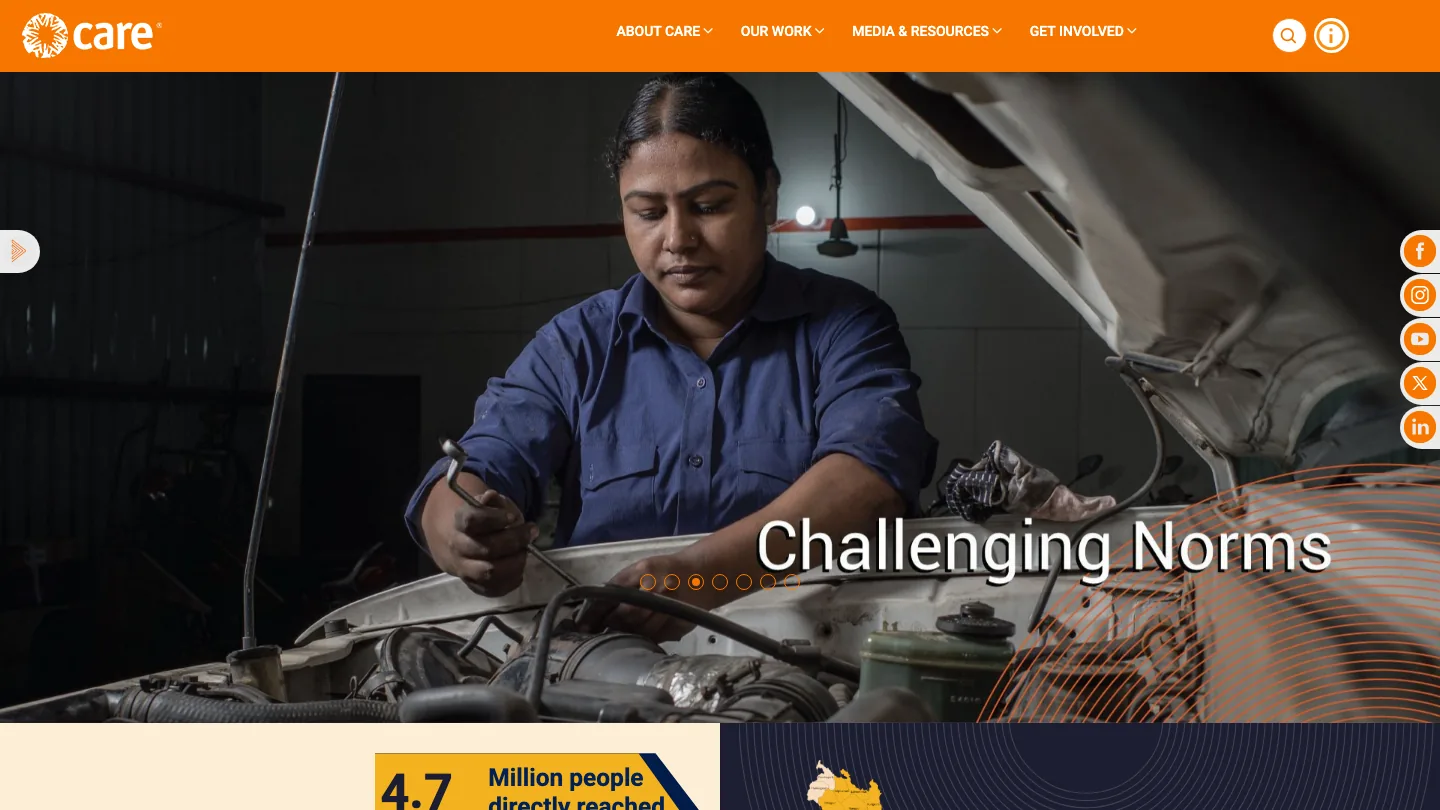 care®
ABOUT CARE
OUR WORK
MEDIA & RESOURCES
GET INVOLVED
Challenging Norms
4.7
Million people
directly reached